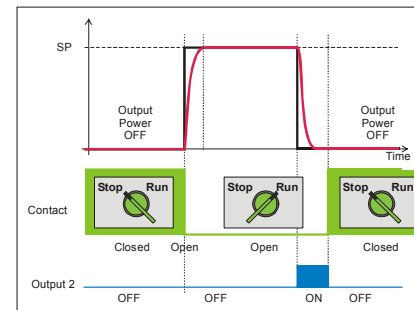 SP
Output
Power
OFF
Output
Power
OFF
Time
Stop Run
Stop Run
Stop Run
Contact
Closed Open Open Closed
Output 2
OFF OFF ON OFF